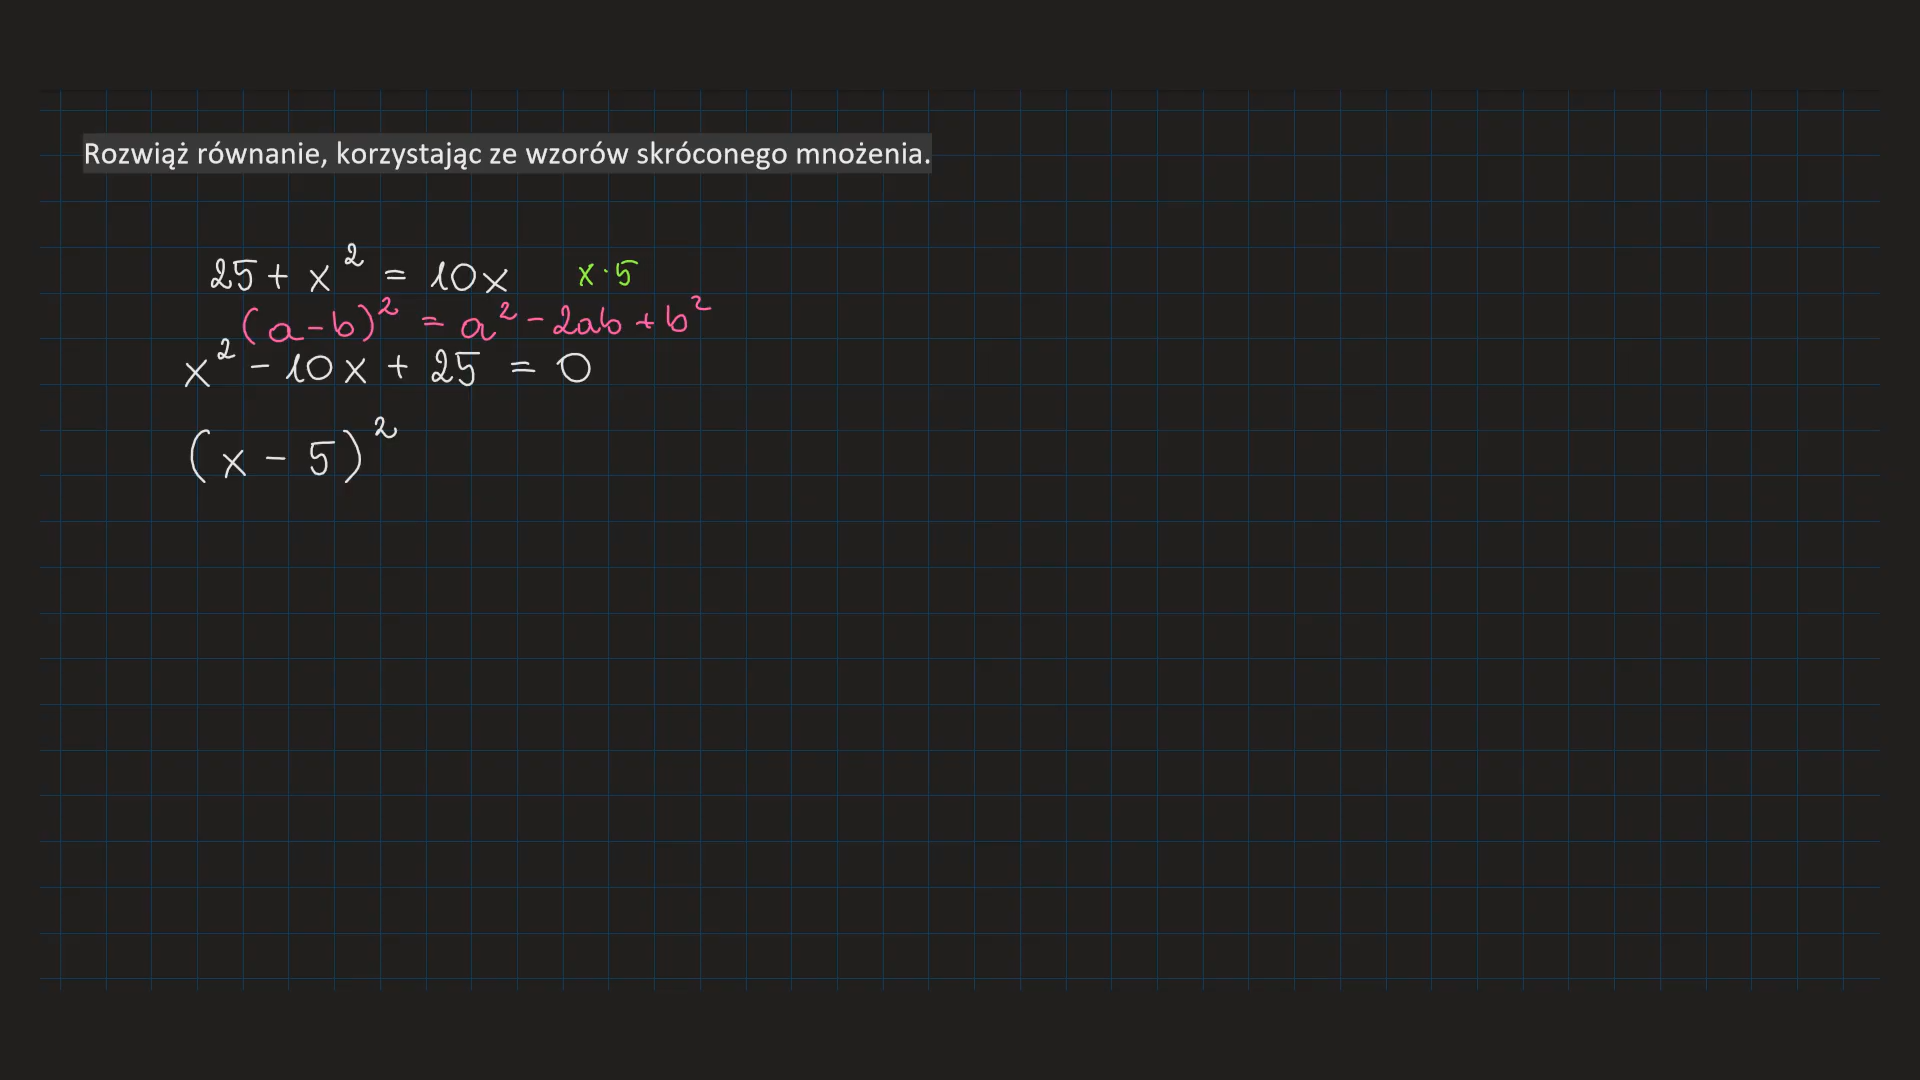 Rozwiąż równanie, korzystając ze wzorów skróconego mnożenia.
25 + x² = 10x x·5
(a-b)² = a² - 2ab + b²
x² - 10x + 25 = 0
(x - 5)²